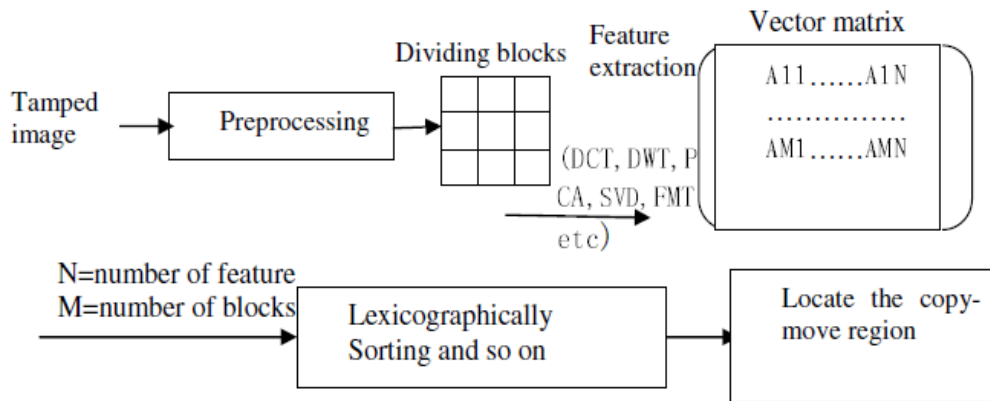 Tamped
image
Preprocessing
Dividing blocks
Feature
extraction
(DCT, DWT, P
CA, SVD, FMT
etc)
Vector matrix
A11......A1N
...............
AM1......AMN
N=number of feature
M=number of blocks
Lexicographically
Sorting and so on
Locate the copy-
move region